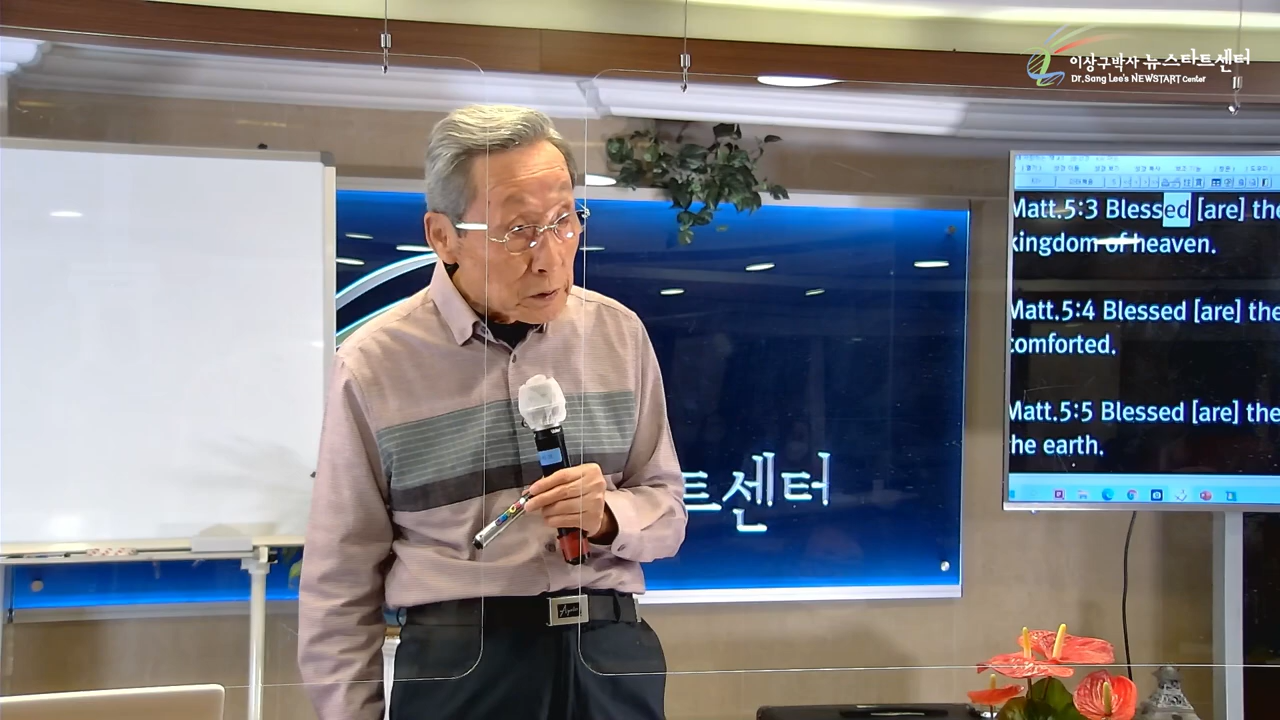 이상구박사 뉴스타트센터
Dr. Sang Lee's NEWSTART Center
Matt.5:3 Blessed [are] the
kingdom of heaven.
Matt.5:4 Blessed [are] the
comforted.
Matt.5:5 Blessed [are] the
the earth.
트센터